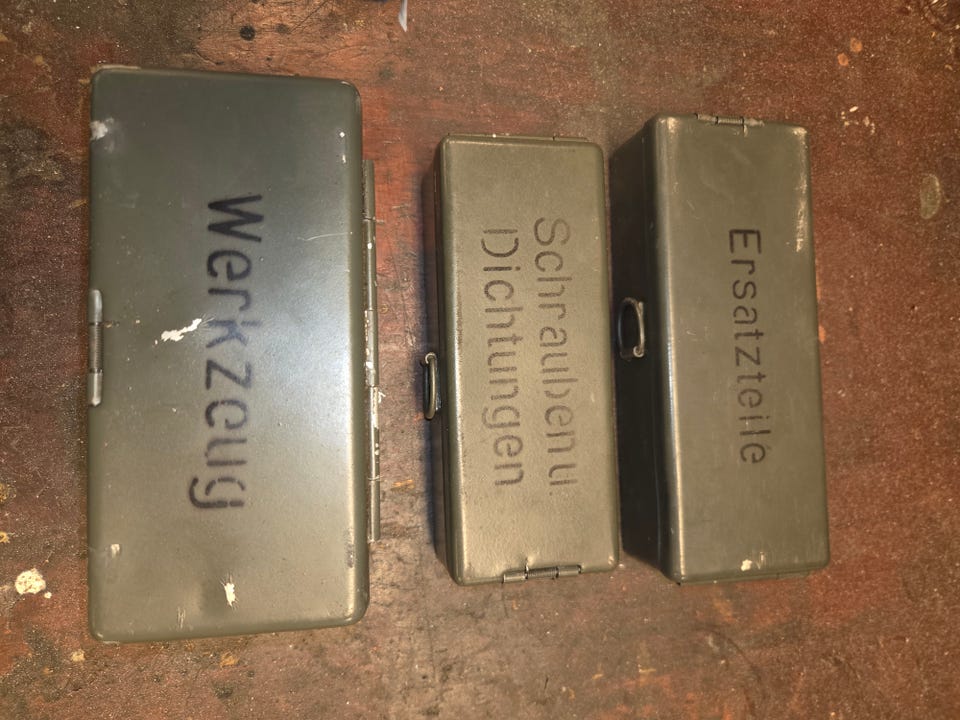 Werkzeug
Schrauben u
Dichtungen
Ersatzteile